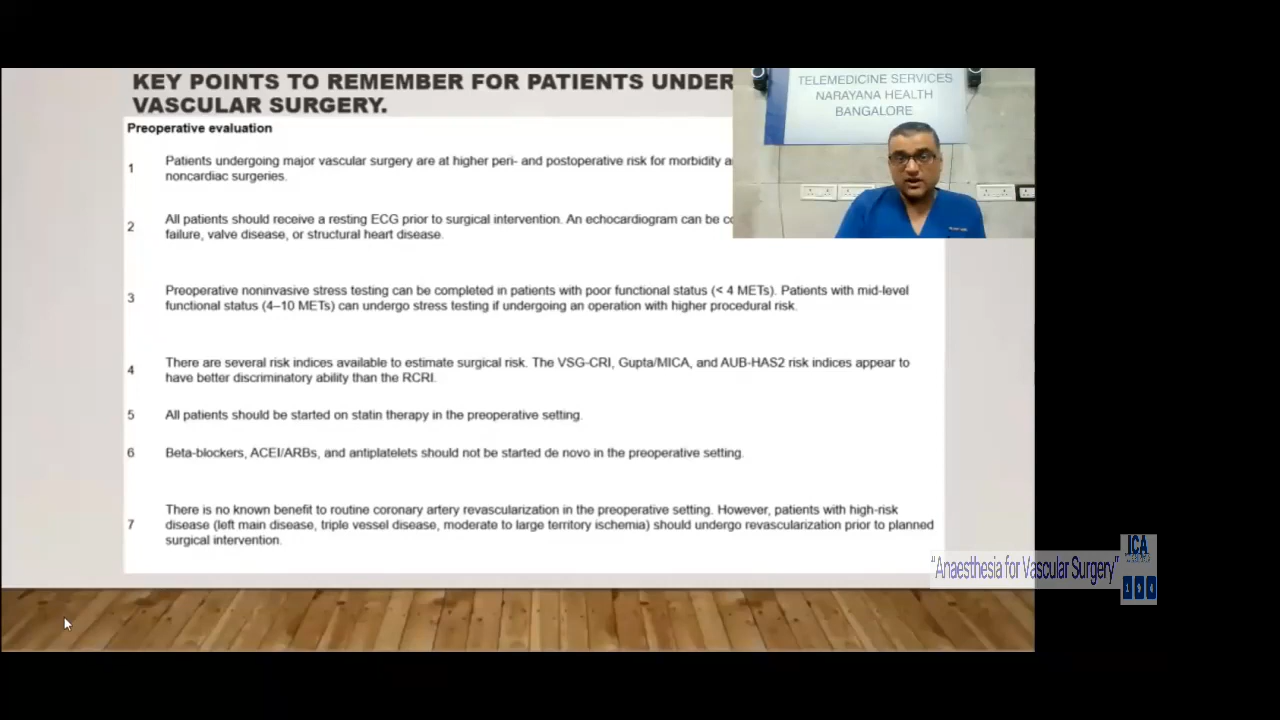 KEY POINTS TO REMEMBER FOR PATIENTS UNDER
VASCULAR SURGERY.
Preoperative evaluation
1 Patients undergoing major vascular surgery are at higher peri- and postoperative risk for morbidity a
noncardiac surgeries.
2 All patients should receive a resting ECG prior to surgical intervention. An echocardiogram can be c
failure, valve disease, or structural heart disease.
3 Preoperative noninvasive stress testing can be completed in patients with poor functional status (< 4 METs). Patients with mid-level
functional status (4–10 METs) can undergo stress testing if undergoing an operation with higher procedural risk.
4 There are several risk indices available to estimate surgical risk. The VSG-CRI, Gupta/MICA, and AUB-HAS2 risk indices appear to
have better discriminatory ability than the RCRI.
5 All patients should be started on statin therapy in the preoperative setting.
6 Beta-blockers, ACEI/ARBs, and antiplatelets should not be started de novo in the preoperative setting.
7 There is no known benefit to routine coronary artery revascularization in the preoperative setting. However, patients with high-risk
disease (left main disease, triple vessel disease, moderate to large territory ischemia) should undergo revascularization prior to planned
surgical intervention.
TELEMEDICINE SERVICES
NARAYANA HEALTH
BANGALORE
"Anaesthesia for Vascular Surgery"
ICA